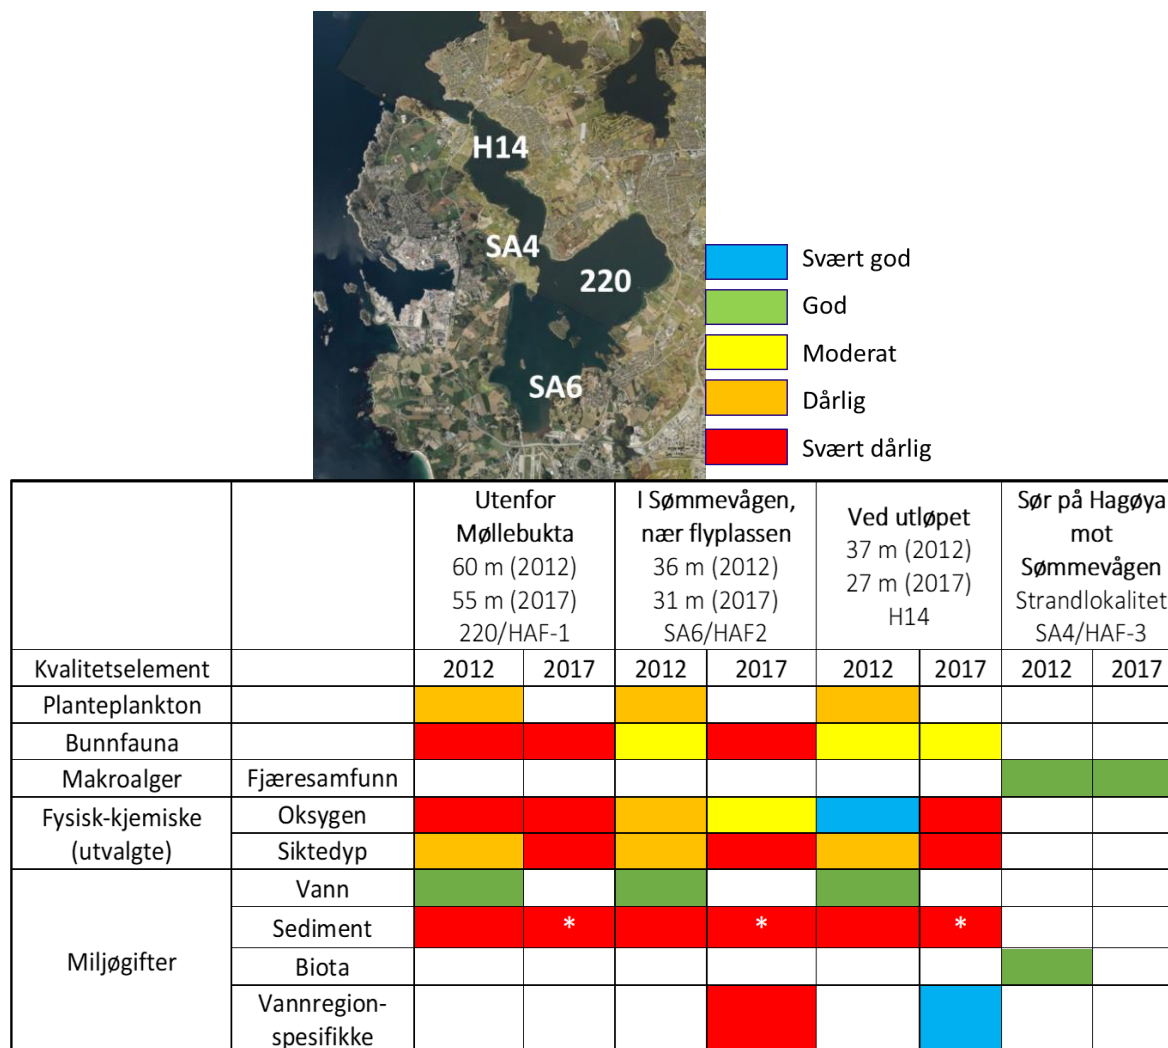 H14
SA4
220
SA6
Svært god
God
Moderat
Dårlig
Svært dårlig
Utenfor
Møllebukta
60 m (2012)
55 m (2017)
220/HAF-1
I Sømmevågen,
nær flyplassen
36 m (2012)
31 m (2017)
SA6/HAF2
Ved utløpet
37 m (2012)
27 m (2017)
H14
Sør på Hagøya
mot
Sømmevågen
Strandlokalitet
SA4/HAF-3
Kvalitetselement 2012 2017 2012 2017 2012 2017 2012 2017
Planteplankton
Bunnfauna
Makroalger Fjæresamfunn
Fysisk-kjemiske
(utvalgte)
Oksygen
Siktedyp
Miljøgifter
Vann
Sediment * * *
Biota
Vannregion-
spesifikke